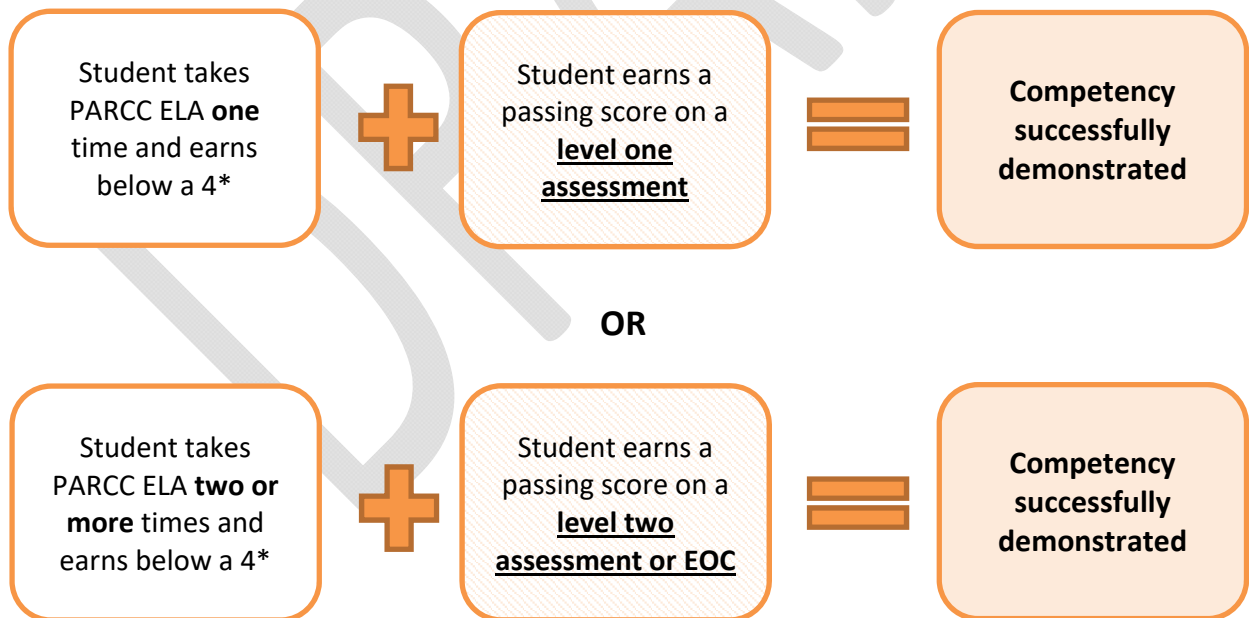 Student takes
PARCC ELA one
time and earns
below a 4*
Student earns a
passing score on a
level one
assessment
Competency
successfully
demonstrated
OR
Student takes
PARCC ELA two or
more times and
earns below a 4*
Student earns a
passing score on a
level two
assessment or EOC
Competency
successfully
demonstrated